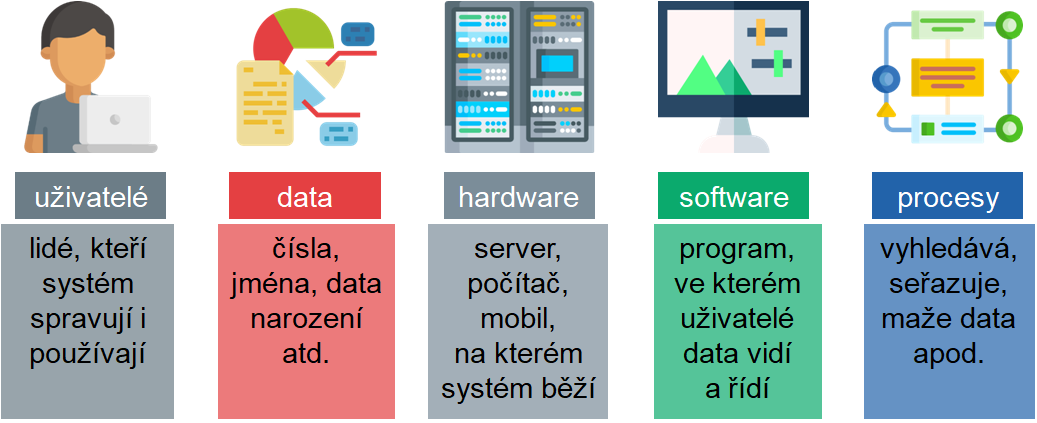 uživatelé
lidé, kteří
systém
spravují i
používají
data
čísla,
jména, data
narození
atd.
hardware
server,
počítač,
mobil,
na kterém
systém běží
software
program,
ve kterém
uživatelé
data vidí
a řídí
procesy
vyhledává,
seřazuje,
maže data
apod.